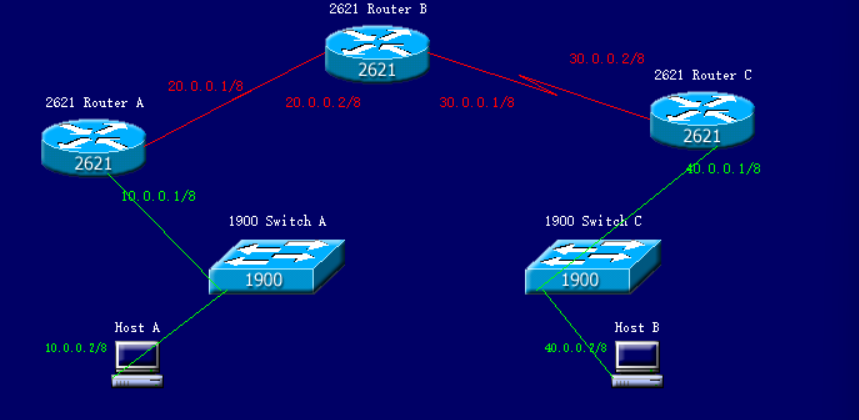 2621 Router B
2621
30.0.0.2/8
2621 Router C
20.0.0.1/8
2621 Router A
20.0.0.2/8
30.0.0.1/8
2621
2621
40.0.0.1/8
10.0.0.1/8
1900 Switch A
1900 Switch C
1900
1900
Host A
Host B
10.0.0.2/8
40.0.0.2/8